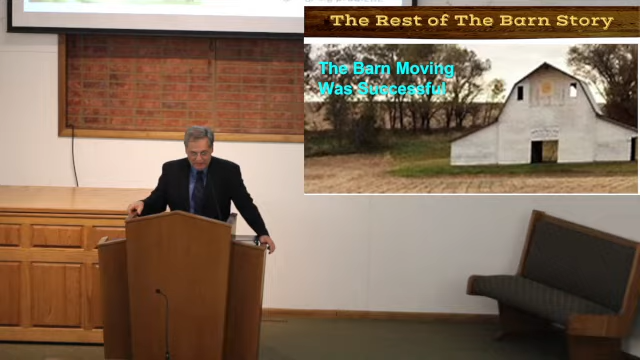 The Rest of The Barn Story
The Barn Moving
Was Successful